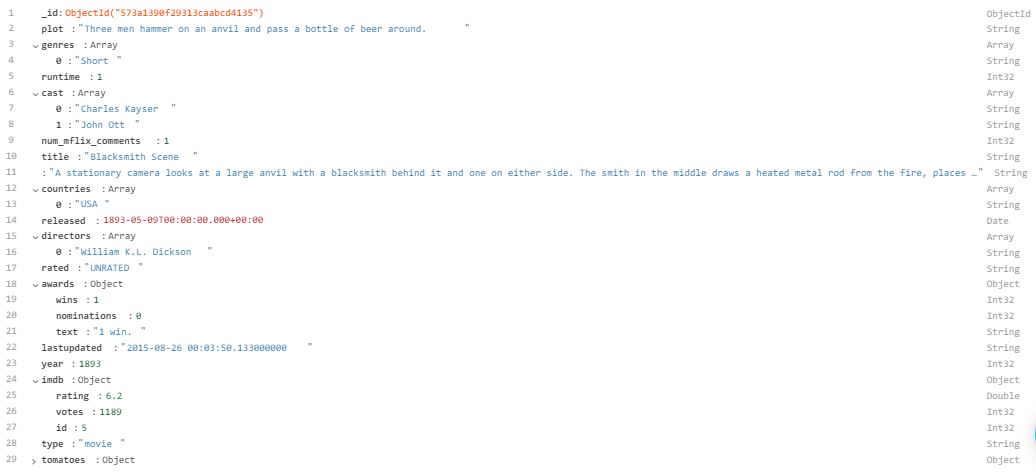 1 _id: ObjectId("573a1390f29313caabcd4135") ObjectId
2 plot : "Three men hammer on an anvil and pass a bottle of beer around. " String
3 genres : Array Array
4 0 : "Short " String
5 runtime : 1 Int32
6 cast : Array Array
7 0 : "Charles Kayser " String
8 1 : "John Ott " String
9 num_mflix_comments : 1 Int32
10 title : "Blacksmith Scene " String
11 : "A stationary camera looks at a large anvil with a blacksmith behind it and one on either side. The smith in the middle draws a heated metal rod from the fire, places …" String
12 countries : Array Array
13 0 : "USA " String
14 released : 1893-05-09T00:00:00.000+00:00 Date
15 directors : Array Array
16 0 : "William K.L. Dickson " String
17 rated : "UNRATED " String
18 awards : Object Object
19 wins : 1 Int32
20 nominations : 0 Int32
21 text : "1 win. " String
22 lastupdated : "2015-08-26 00:03:50.133000000 " String
23 year : 1893 Int32
24 imdb : Object Object
25 rating : 6.2 Double
26 votes : 1189 Int32
27 id : 5 Int32
28 type : "movie " String
29 tomatoes : Object Object